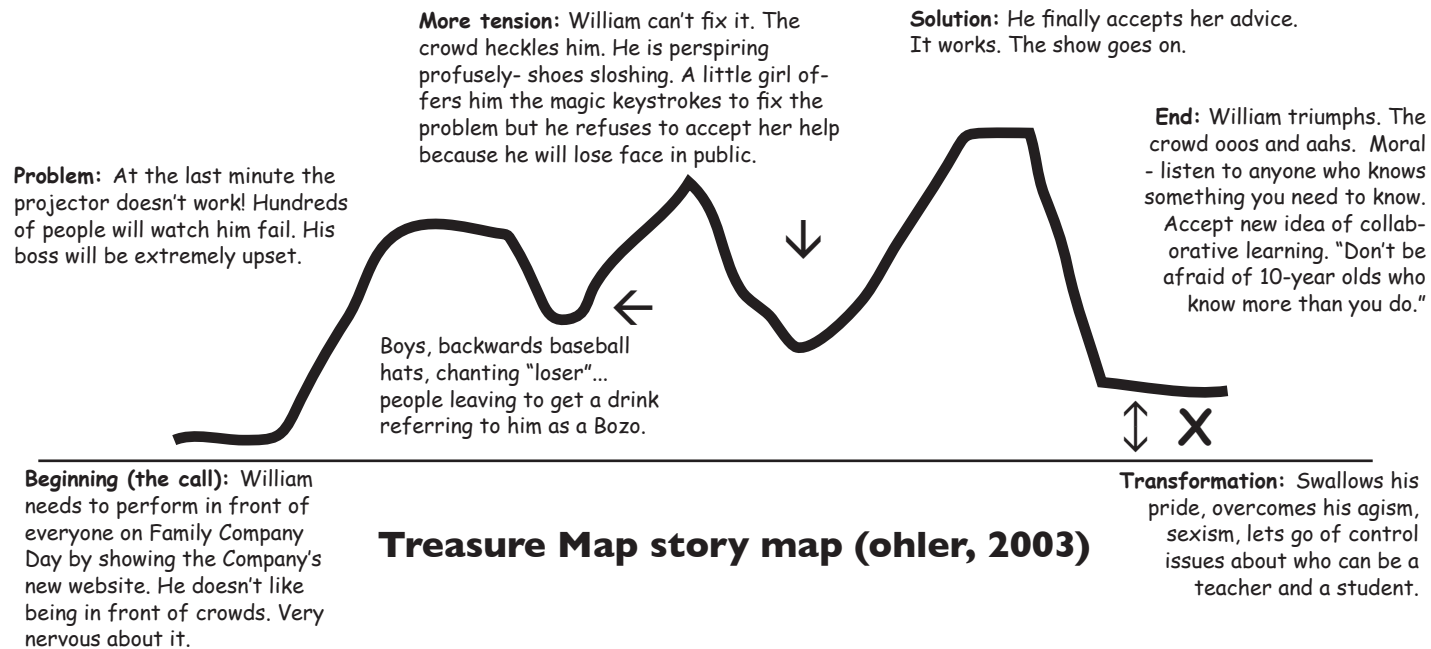 More tension: William can't fix it. The
crowd heckles him. He is perspiring
profusely- shoes sloshing. A little girl of-
fers him the magic keystrokes to fix the
problem but he refuses to accept her help
because he will lose face in public.
Solution: He finally accepts her advice.
It works. The show goes on.
End: William triumphs. The
crowd ooos and aahs. Moral
- listen to anyone who knows
something you need to know.
Accept new idea of collab-
orative learning. "Don't be
afraid of 10-year olds who
know more than you do."
Problem: At the last minute the
projector doesn't work! Hundreds
of people will watch him fail. His
boss will be extremely upset.
Boys, backwards baseball
hats, chanting "loser"...
people leaving to get a drink
referring to him as a Bozo.
X
Beginning (the call): William
needs to perform in front of
everyone on Family Company
Day by showing the Company's
new website. He doesn't like
being in front of crowds. Very
nervous about it.
Treasure Map story map (ohler, 2003)
Transformation: Swallows his
pride, overcomes his agism,
sexism, lets go of control
issues about who can be a
teacher and a student.